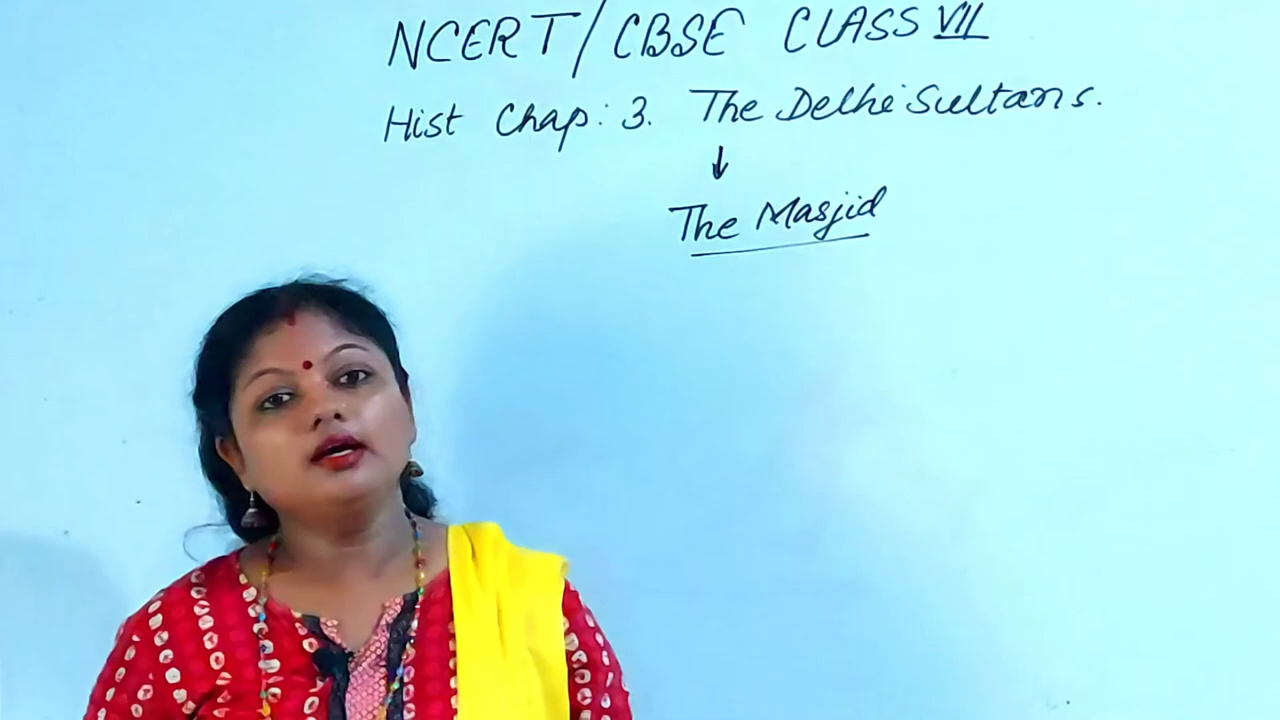 NCERT/CBSE CLASS VII
Hist Chap: 3. The Delhi Sultans.
↓
The Masjid